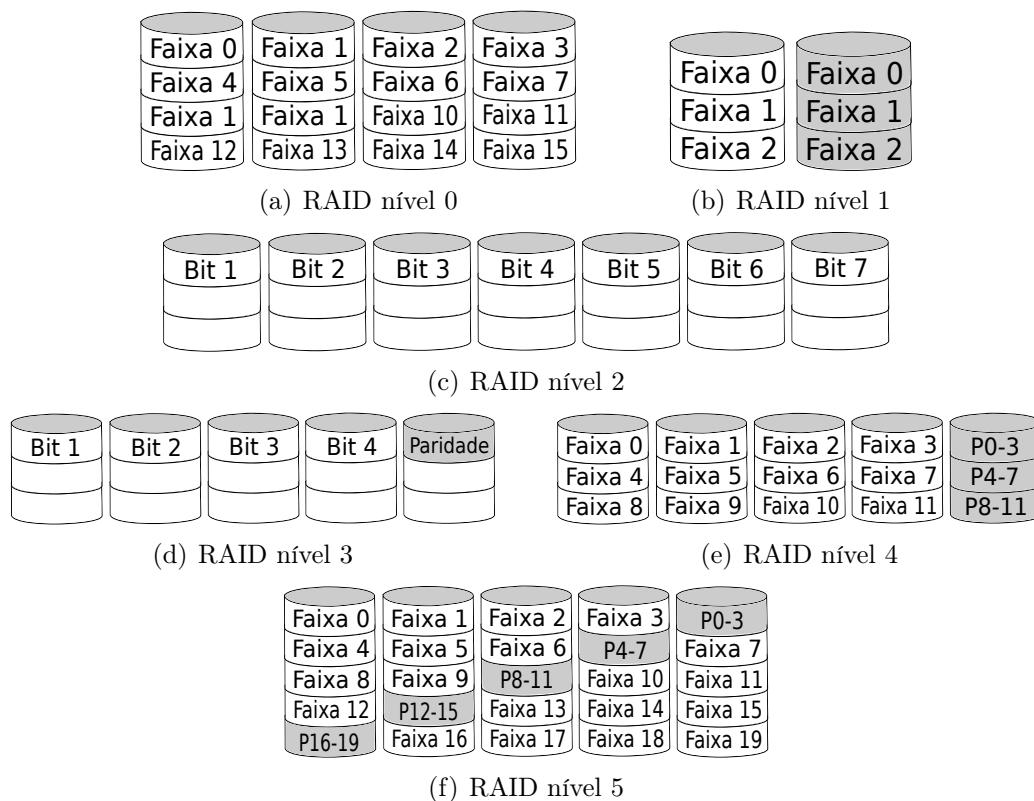 Faixa 0 Faixa 1 Faixa 2 Faixa 3
Faixa 4 Faixa 5 Faixa 6 Faixa 7
Faixa 1 Faixa 1 Faixa 10 Faixa 11
Faixa 12 Faixa 13 Faixa 14 Faixa 15
(a) RAID nível 0
Faixa 0 Faixa 0
Faixa 1 Faixa 1
Faixa 2 Faixa 2
(b) RAID nível 1
Bit 1 Bit 2 Bit 3 Bit 4 Bit 5 Bit 6 Bit 7
(c) RAID nível 2
Bit 1 Bit 2 Bit 3 Bit 4 Paridade
(d) RAID nível 3
Faixa 0 Faixa 1 Faixa 2 Faixa 3 P0-3
Faixa 4 Faixa 5 Faixa 6 Faixa 7 P4-7
Faixa 8 Faixa 9 Faixa 10 Faixa 11 P8-11
(e) RAID nível 4
Faixa 0 Faixa 1 Faixa 2 Faixa 3 P0-3
Faixa 4 Faixa 5 Faixa 6 P4-7 Faixa 7
Faixa 8 Faixa 9 P8-11 Faixa 10 Faixa 11
Faixa 12 P12-15 Faixa 13 Faixa 14 Faixa 15
P16-19 Faixa 16 Faixa 17 Faixa 18 Faixa 19
(f) RAID nível 5